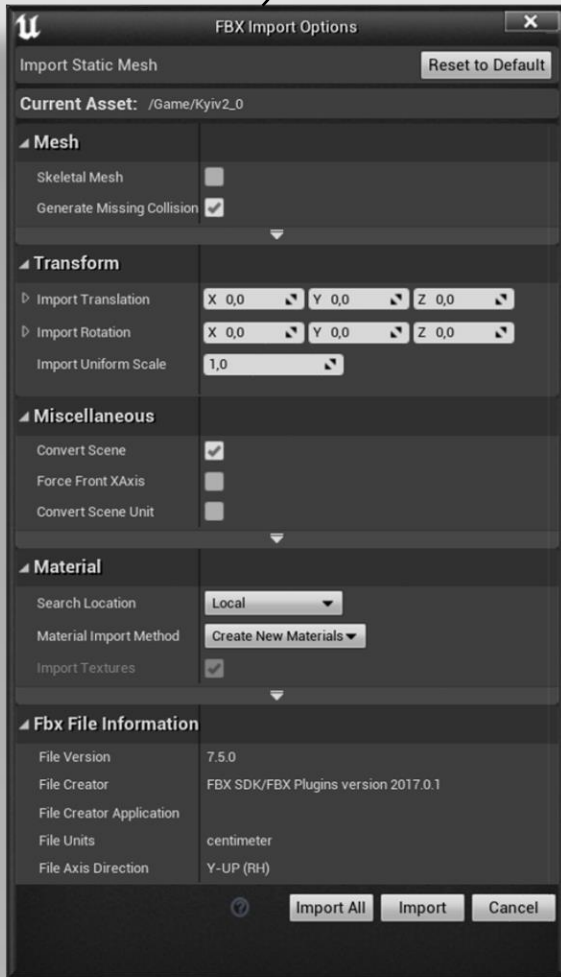 FBX Import Options
Import Static Mesh Reset to Default
Current Asset: /Game/Kyiv2_0
Mesh
Skeletal Mesh
Generate Missing Collision
Transform
Import Translation X 0,0 Y 0,0 Z 0,0
Import Rotation X 0,0 Y 0,0 Z 0,0
Import Uniform Scale 1,0
Miscellaneous
Convert Scene
Force Front XAxis
Convert Scene Unit
Material
Search Location Local
Material Import Method Create New Materials
Import Textures
Fbx File Information
File Version 7.5.0
File Creator FBX SDK/FBX Plugins version 2017.0.1
File Creator Application
File Units centimeter
File Axis Direction Y-UP (RH)
Import All Import Cancel